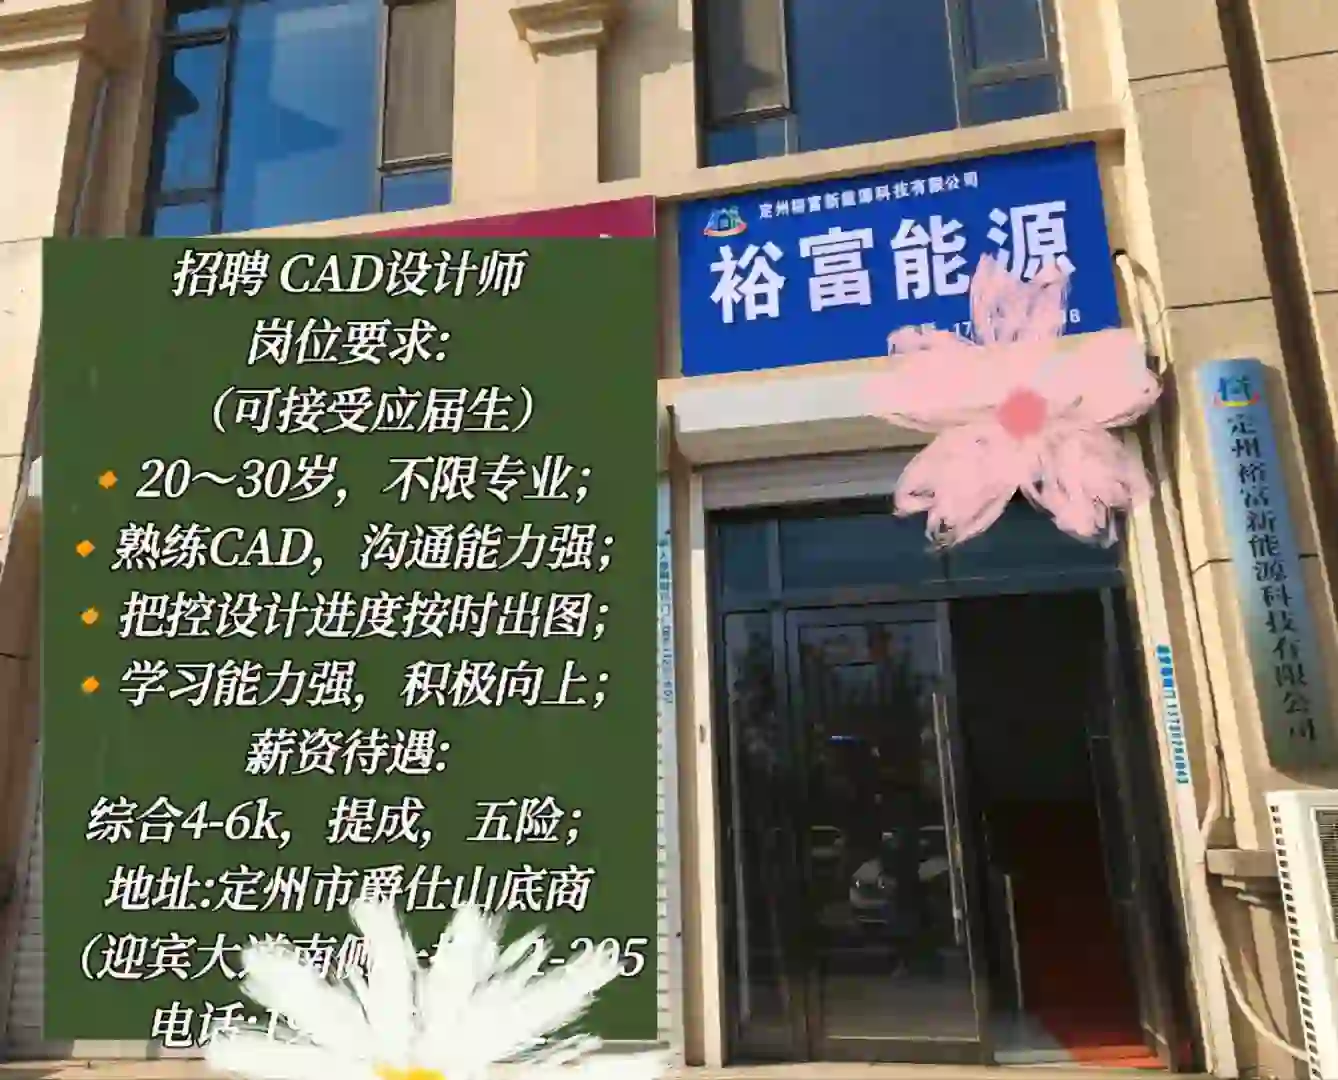 招聘 CAD设计师
岗位要求:
（可接受应届生）
20～30岁，不限专业；
熟练CAD，沟通能力强；
把控设计进度按时出图；
学习能力强，积极向上；
薪资待遇:
综合4-6k，提成，五险；
地址:定州市爵仕山底商
（迎宾大道南侧
电话:1
定州裕富新能源科技有限公司
裕富能源
定州裕富新能源科技有限公司